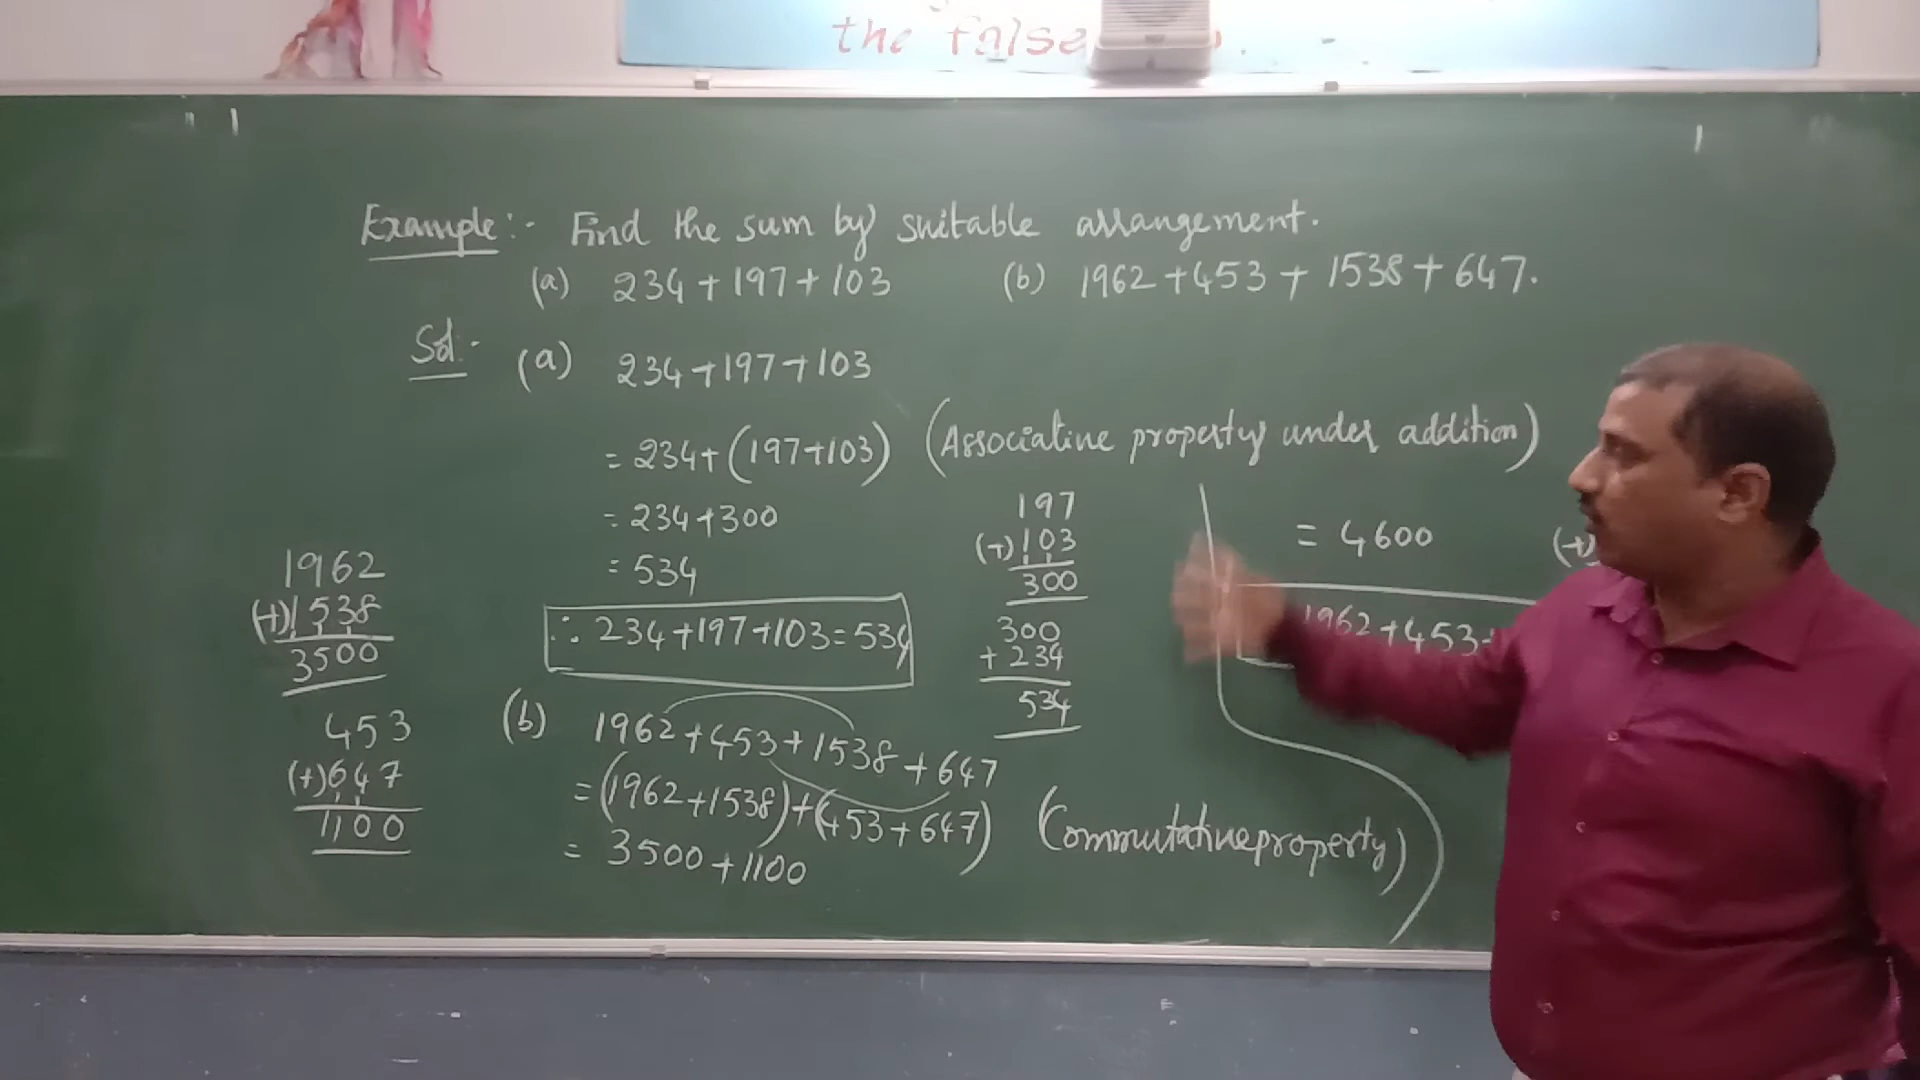 the false
Example:- Find the sum by suitable arrangement.
(a) 234+197+103 (b) 1962+453+1538+647.
Sol:- (a) 234+197+103
=234+(197+103) (Associative property under addition)
=234+300
=534
∴ 234+197+103=534
197
(+)103
300
300
+234
534
1962
(+)1538
3500
453
(+)647
1100
(b) 1962+453+1538+647
=(1962+1538)+(453+647) (Commutative property)
= 3500+1100
= 4600
(+)
1962+453+